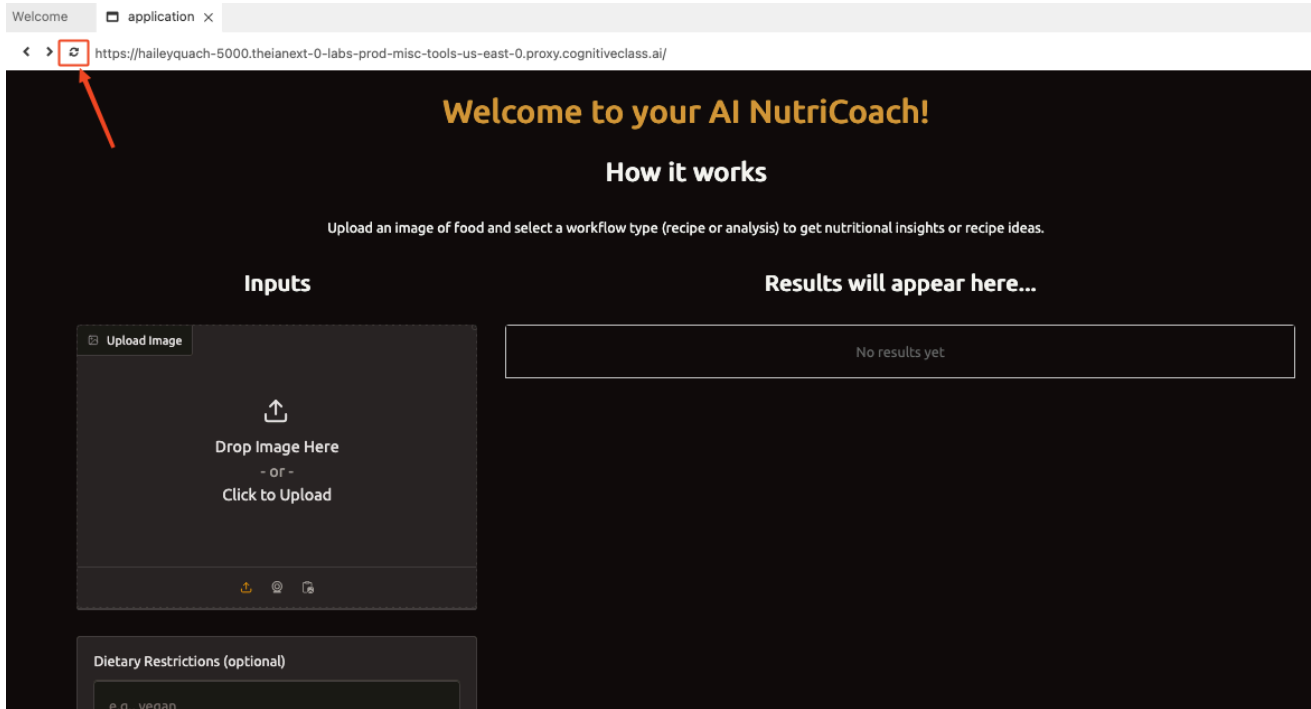 Welcome
application
https://haileyquach-5000.theianext-0-labs-prod-misc-tools-us-east-0.proxy.cognitiveclass.ai/
Welcome to your AI NutriCoach!
How it works
Upload an image of food and select a workflow type (recipe or analysis) to get nutritional insights or recipe ideas.
Inputs
Results will appear here...
Upload Image
No results yet
Drop Image Here
- or -
Click to Upload
Dietary Restrictions (optional)
e.g., vegan